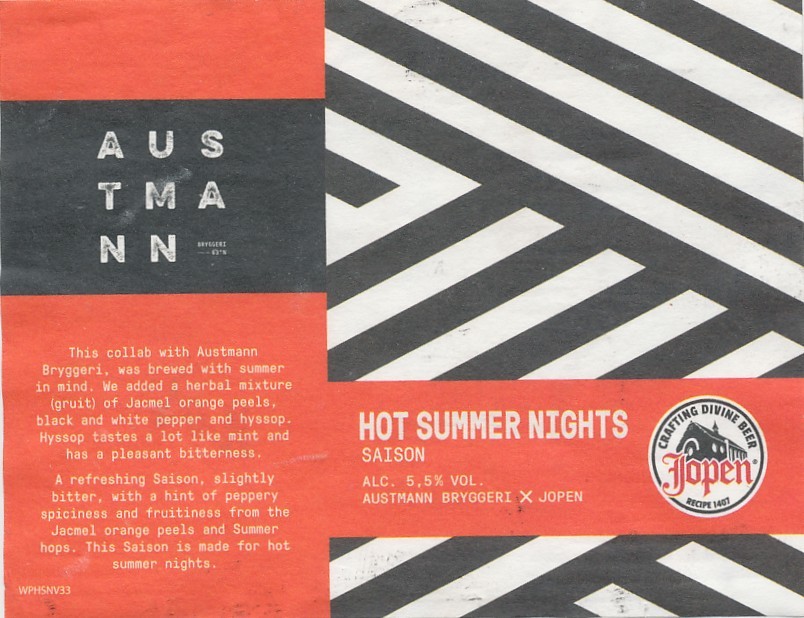 AUS
TMA
NN
BRYGGERI
63°N
This collab with Austmann
Bryggeri, was brewed with summer
in mind. We added a herbal mixture
(gruit) of Jacmel orange peels,
black and white pepper and hyssop.
Hyssop tastes a lot like mint and
has a pleasant bitterness.
A refreshing Saison, slightly
bitter, with a hint of peppery
spiciness and fruitiness from the
Jacmel orange peels and Summer
hops. This Saison is made for hot
summer nights.
WPHSNV33
HOT SUMMER NIGHTS
SAISON
ALC. 5,5% VOL.
AUSTMANN BRYGGERI X JOPEN
CRAFTING DIVINE BEER
Jopen®
RECIPE 1407